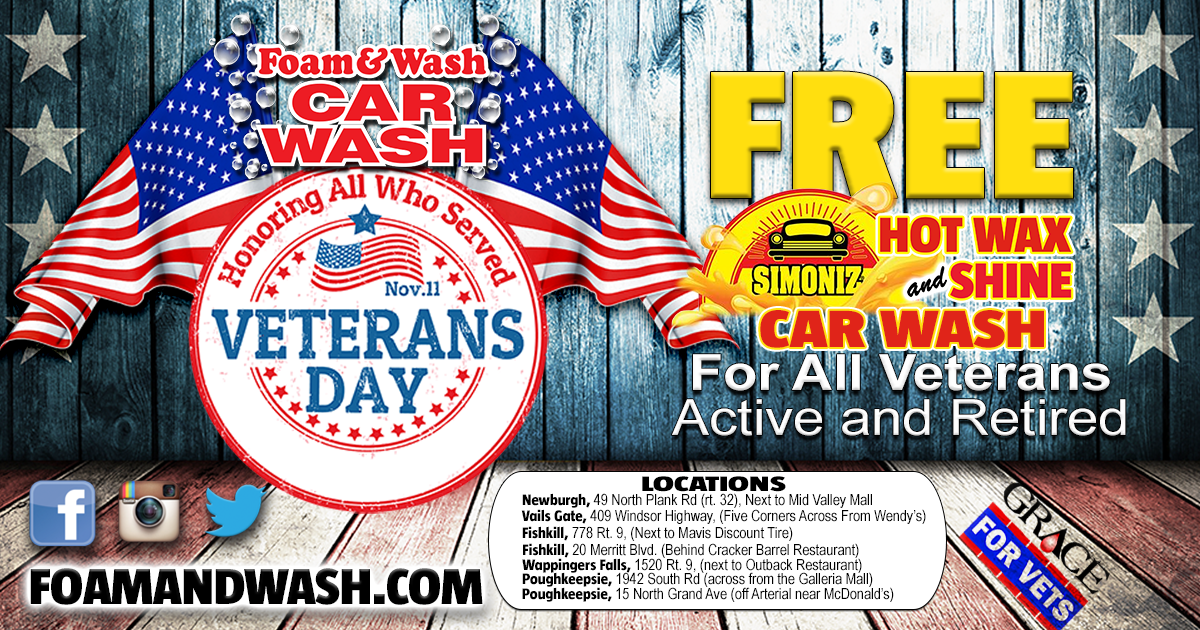 Foam & Wash
CAR
WASH
Honoring All Who Served
Nov.11
VETERANS
DAY
FREE
SIMONIZ
HOT WAX
and SHINE
CAR WASH
For All Veterans
Active and Retired
FOAMANDWASH.COM
LOCATIONS
Newburgh, 49 North Plank Rd (rt. 32), Next to Mid Valley Mall
Vails Gate, 409 Windsor Highway, (Five Corners Across From Wendy's)
Fishkill, 778 Rt. 9, (Next to Mavis Discount Tire)
Fishkill, 20 Merritt Blvd. (Behind Cracker Barrel Restaurant)
Wappingers Falls, 1520 Rt. 9, (next to Outback Restaurant)
Poughkeepsie, 1942 South Rd (across from the Galleria Mall)
Poughkeepsie, 15 North Grand Ave (off Arterial near McDonald's)
GRACE
FOR VETS